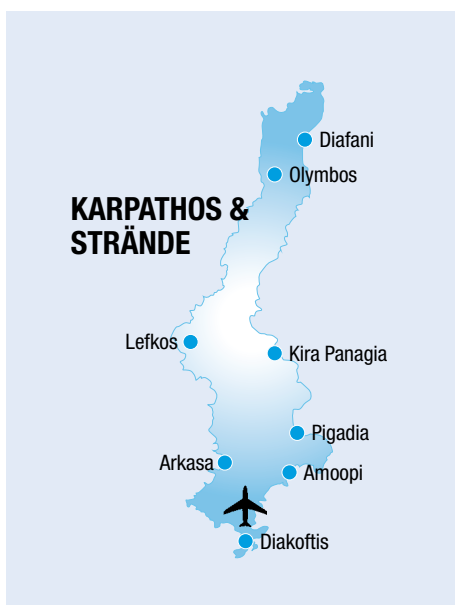 Diafani
Olymbos
KARPATHOS &
STRÄNDE
Lefkos
Kira Panagia
Pigadia
Arkasa
Amoopi
Diakoftis